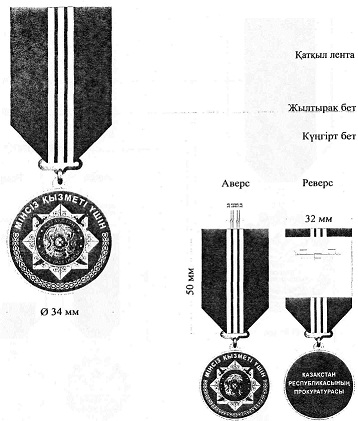 Қатқыл лента
Жылтырақ бет
Күңгірт бет
МІНСІЗ ҚЫЗМЕТІ ҮШІН
Ø 34 мм
Аверс
Реверс
32 мм
50 мм
МІНСІЗ ҚЫЗМЕТІ ҮШІН
ҚАЗАҚСТАН
РЕСПУБЛИКАСЫНЫҢ
ПРОКУРАТУРАСЫ